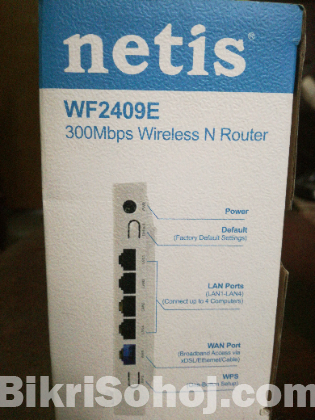 netis®
WF2409E
300Mbps Wireless N Router
Power
Default
(Factory Default Settings)
LAN Ports
(LAN1-LAN4)
(Connect up to 4 Computers)
WAN Port
(Broadband Access via
xDSL/Ethernet/Cable)
WPS
BikriSohoj.com